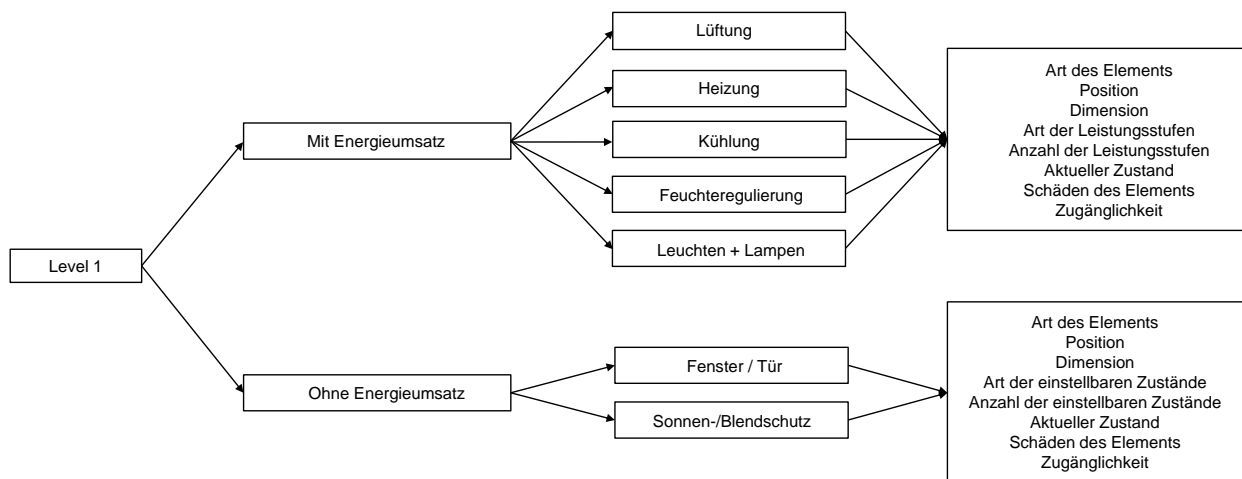 Level 1
Mit Energieumsatz
Lüftung
Heizung
Kühlung
Feuchteregulierung
Leuchten + Lampen
Art des Elements
Position
Dimension
Art der Leistungsstufen
Anzahl der Leistungsstufen
Aktueller Zustand
Schäden des Elements
Zugänglichkeit
Ohne Energieumsatz
Fenster / Tür
Sonnen-/Blendschutz
Art des Elements
Position
Dimension
Art der einstellbaren Zustände
Anzahl der einstellbaren Zustände
Aktueller Zustand
Schäden des Elements
Zugänglichkeit